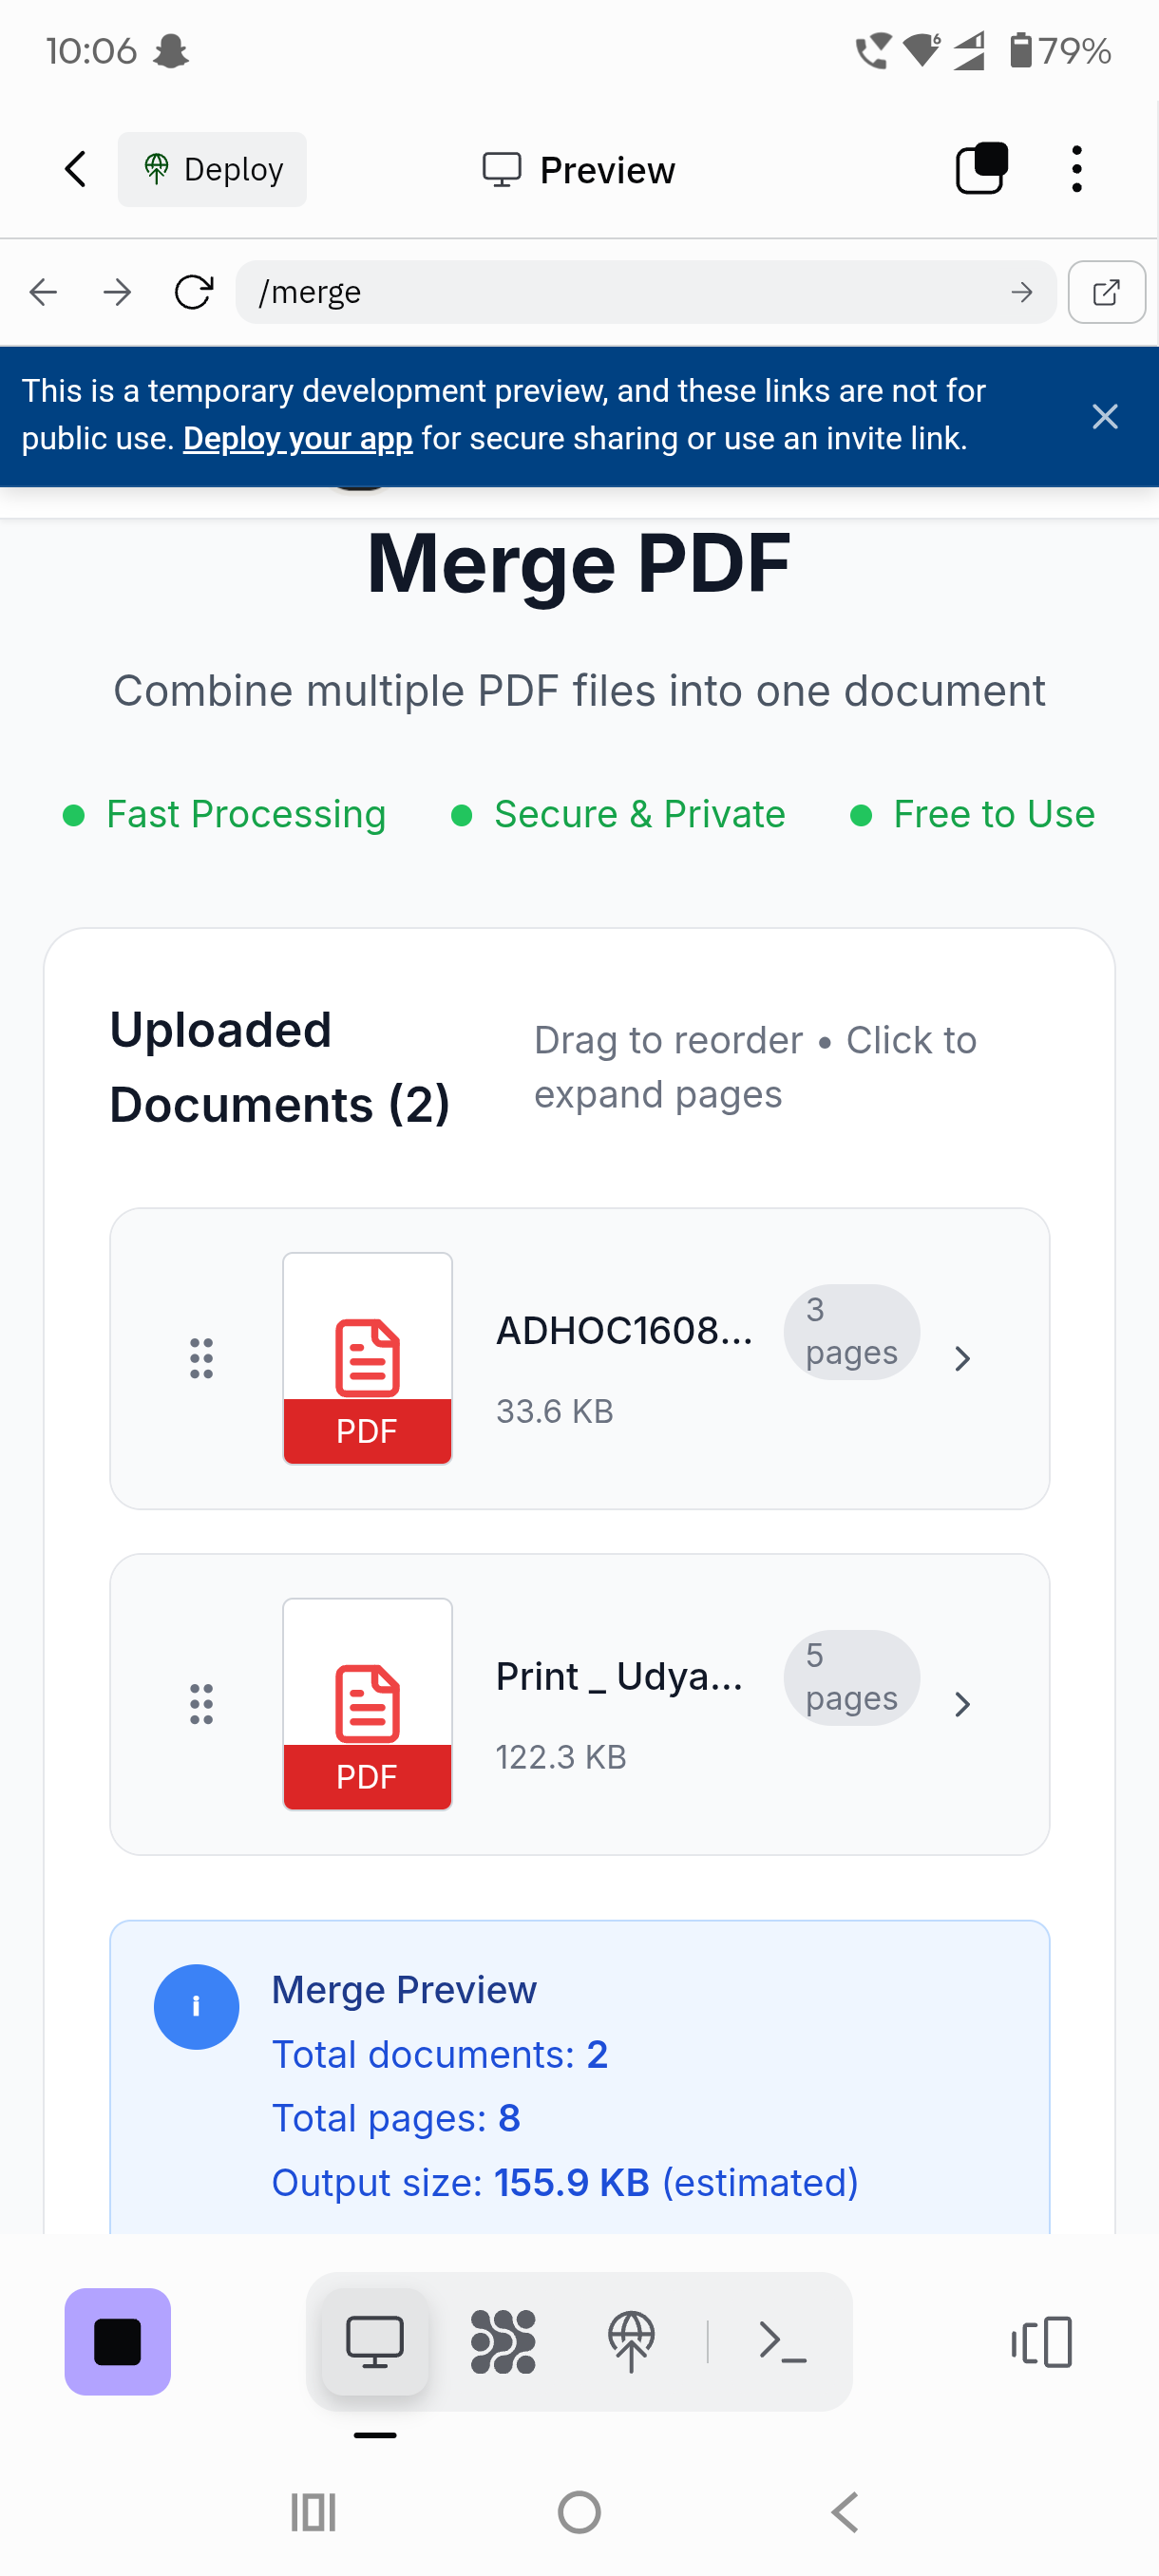 10:06
6
79%
Deploy
Preview
/merge
This is a temporary development preview, and these links are not for
public use. Deploy your app for secure sharing or use an invite link.
Merge PDF
Combine multiple PDF files into one document
Fast Processing
Secure & Private
Free to Use
Uploaded
Documents (2)
Drag to reorder • Click to
expand pages
ADHOC1608...
3
pages
33.6 KB
PDF
Print _ Udya...
5
pages
122.3 KB
PDF
i
Merge Preview
Total documents: 2
Total pages: 8
Output size: 155.9 KB (estimated)